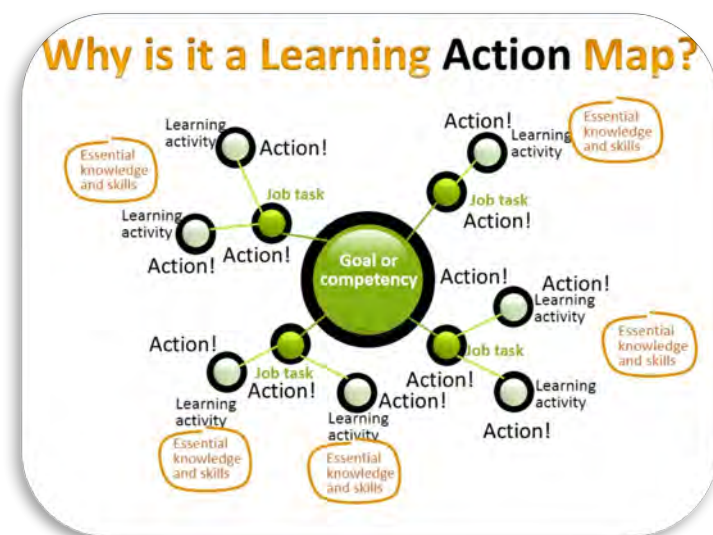 Why is it a Learning Action Map?
Learning
activity
Action!
Essential
knowledge
and skills
Job task
Learning
activity
Action!
Action!
Action!
Learning
activity
Essential
knowledge
and skills
Job task
Action!
Goal or
competency
Action!
Action!
Learning
activity
Job task
Action!
Learning
activity
Action!
Essential
knowledge
and skills
Action!
Job task
Action!
Learning
activity
Essential
knowledge
and skills
Action!
Learning
activity
Essential
knowledge
and skills